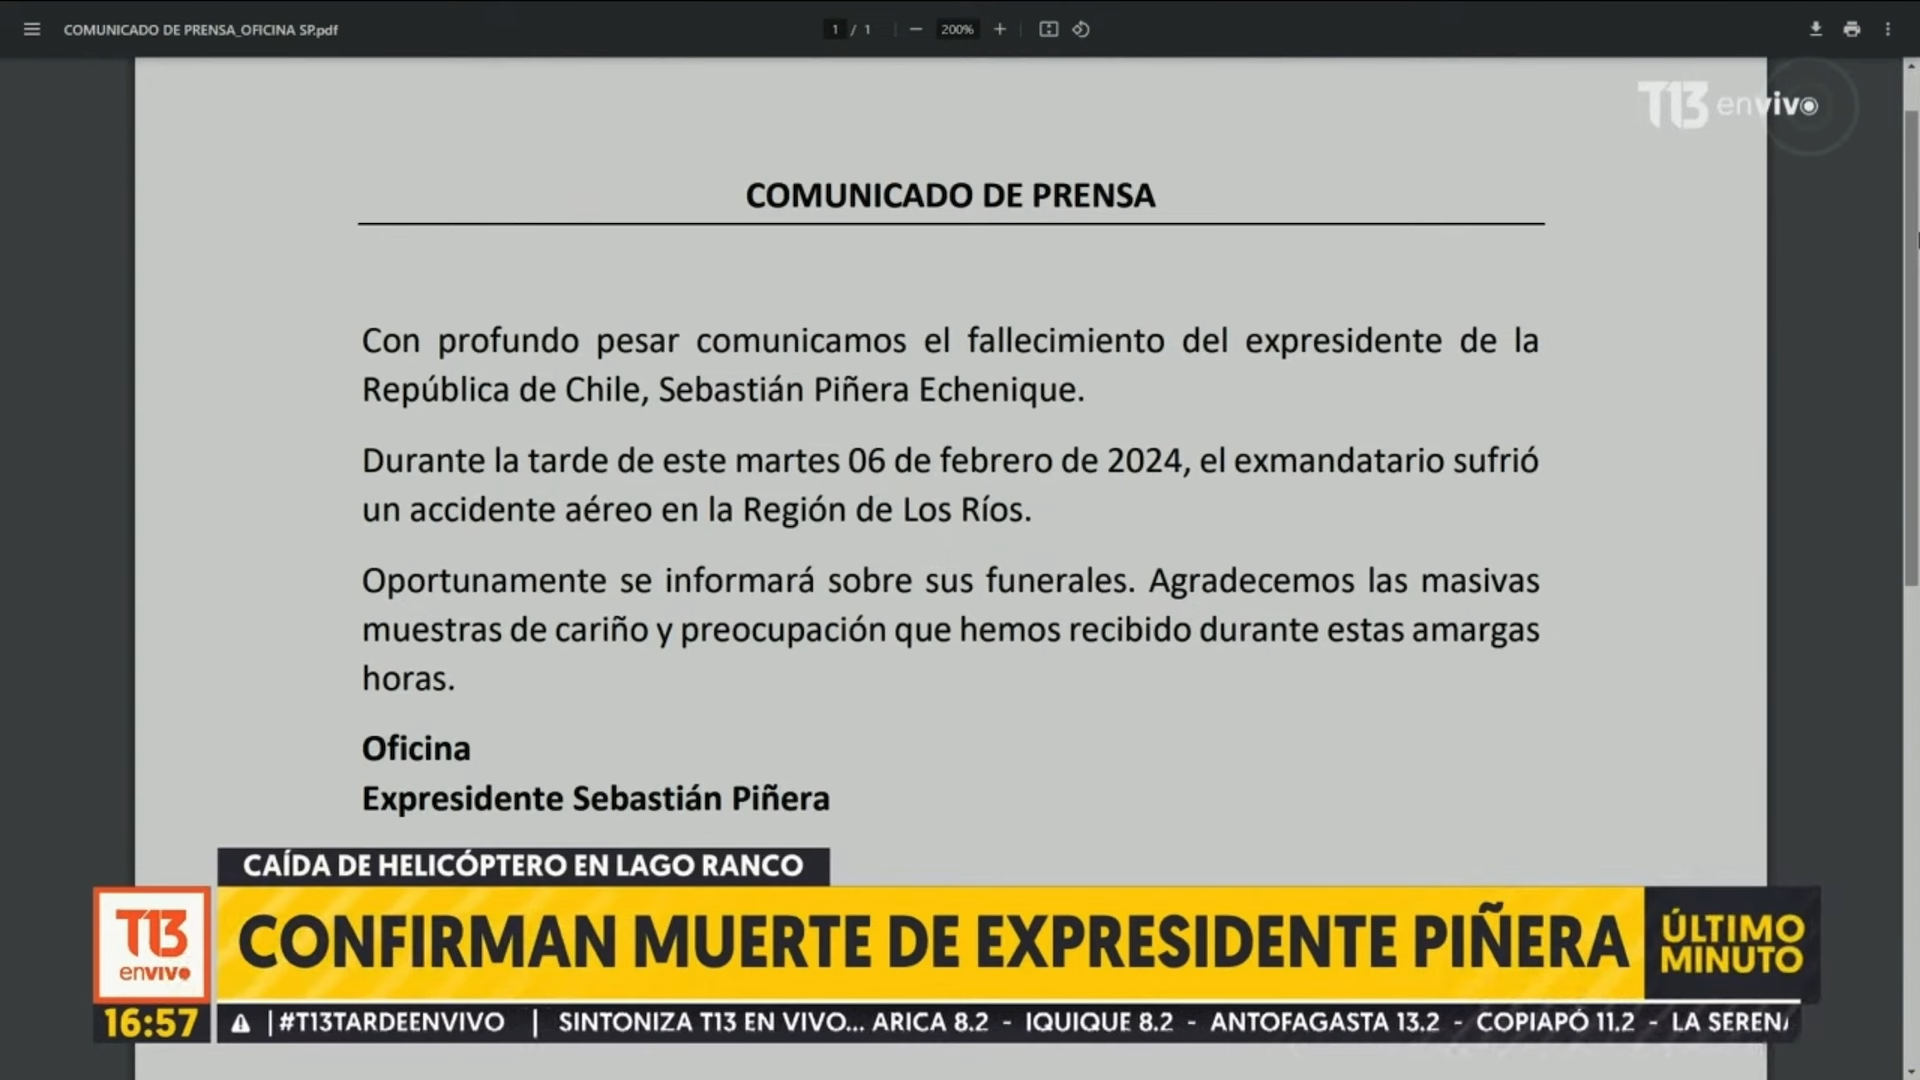 COMUNICADO DE PRENSA_OFICINA SP.pdf
1 / 1
200%
T13 envivo
COMUNICADO DE PRENSA
Con profundo pesar comunicamos el fallecimiento del expresidente de la
República de Chile, Sebastián Piñera Echenique.
Durante la tarde de este martes 06 de febrero de 2024, el exmandatario sufrió
un accidente aéreo en la Región de Los Ríos.
Oportunamente se informará sobre sus funerales. Agradecemos las masivas
muestras de cariño y preocupación que hemos recibido durante estas amargas
horas.
Oficina
Expresidente Sebastián Piñera
CAÍDA DE HELICÓPTERO EN LAGO RANCO
T13
envivo
CONFIRMAN MUERTE DE EXPRESIDENTE PIÑERA
ÚLTIMO
MINUTO
16:57
|#T13TARDEENVIVO | SINTONIZA T13 EN VIVO... ARICA 8.2 - IQUIQUE 8.2 - ANTOFAGASTA 13.2 - COPIAPÓ 11.2 - LA SEREN